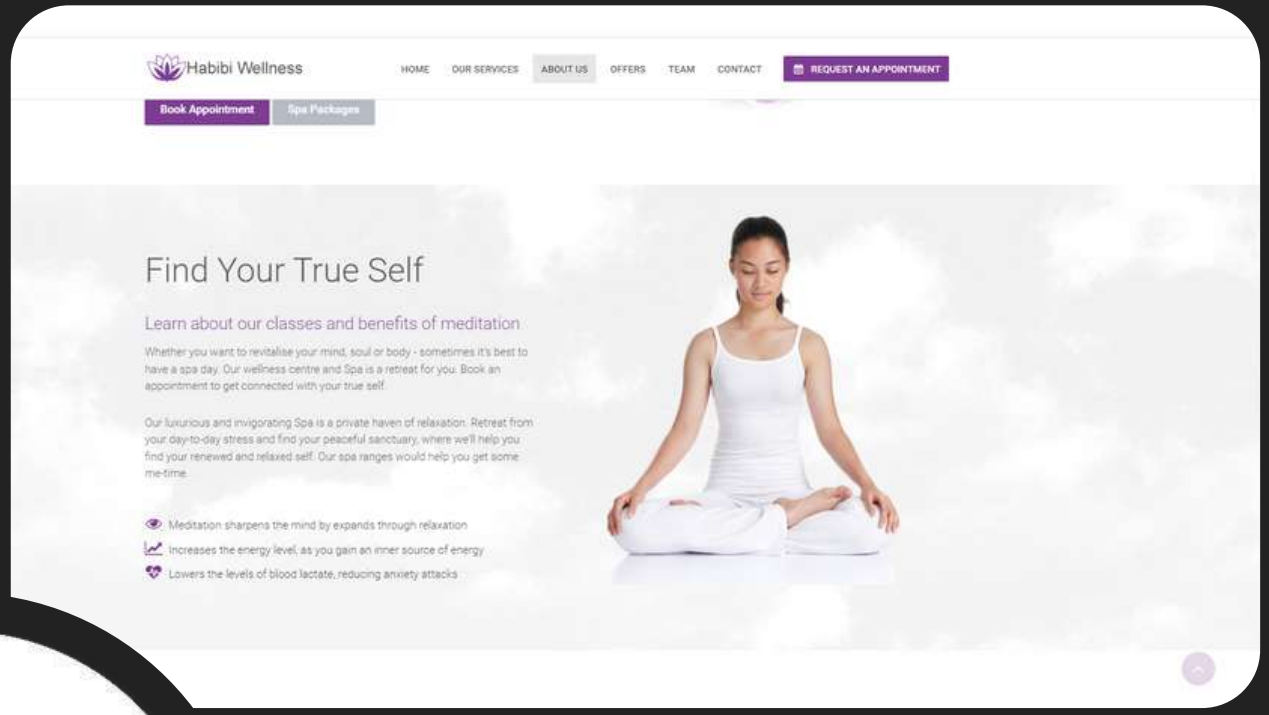 Habibi Wellness
HOME
OUR SERVICES
ABOUT US
OFFERS
TEAM
CONTACT
REQUEST AN APPOINTMENT
Book Appointment
Spa Packages
Find Your True Self
Learn about our classes and benefits of meditation
Whether you want to revitalise your mind, soul or body - sometimes it's best to
have a spa day. Our wellness centre and Spa is a retreat for you. Book an
appointment to get connected with your true self.
Our luxurious and invigorating Spa is a private haven of relaxation. Retreat from
your day-to-day stress and find your peaceful sanctuary, where we'll help you
find your renewed and relaxed self. Our spa ranges would help you get some
me-time.
Meditation sharpens the mind by expands through relaxation
Increases the energy level, as you gain an inner source of energy
Lowers the levels of blood lactate, reducing anxiety attacks